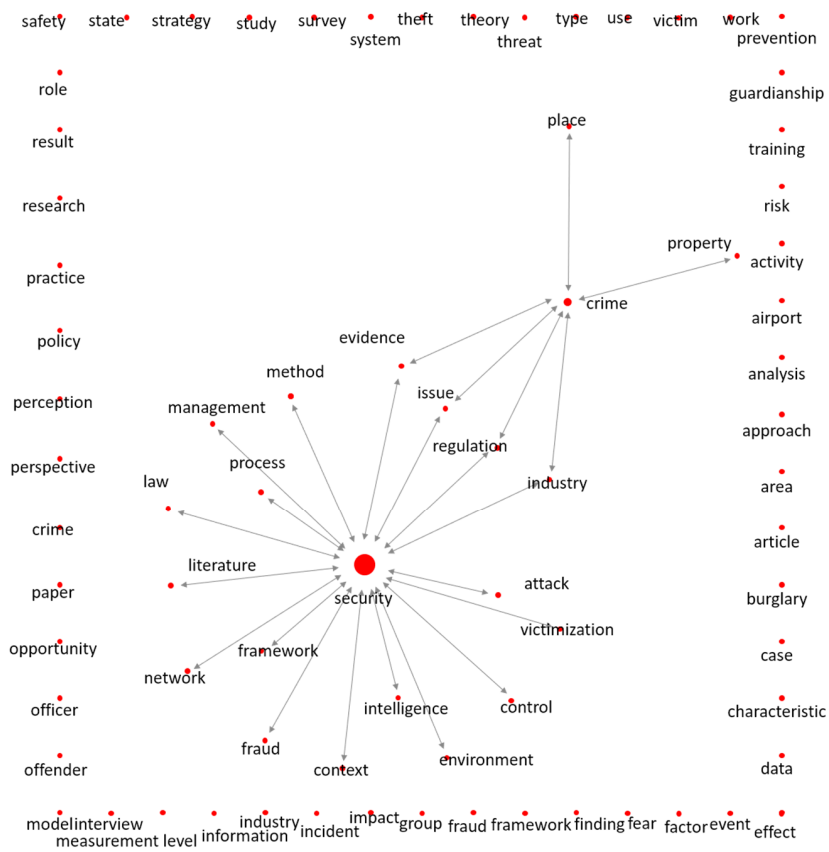 safety state strategy study survey system theft theory threat type use victim work prevention
role
guardianship
place
result
training
research
risk
property
activity
practice
crime
airport
evidence
policy
method
analysis
issue
perception
management
approach
regulation
perspective
process
law
industry
area
crime
article
literature
attack
paper
security
burglary
victimization
opportunity
framework
case
network
officer
intelligence
control
characteristic
fraud
environment
offender
context
data
model interview measurement level information industry incident impact group fraud framework finding fear factor event effect